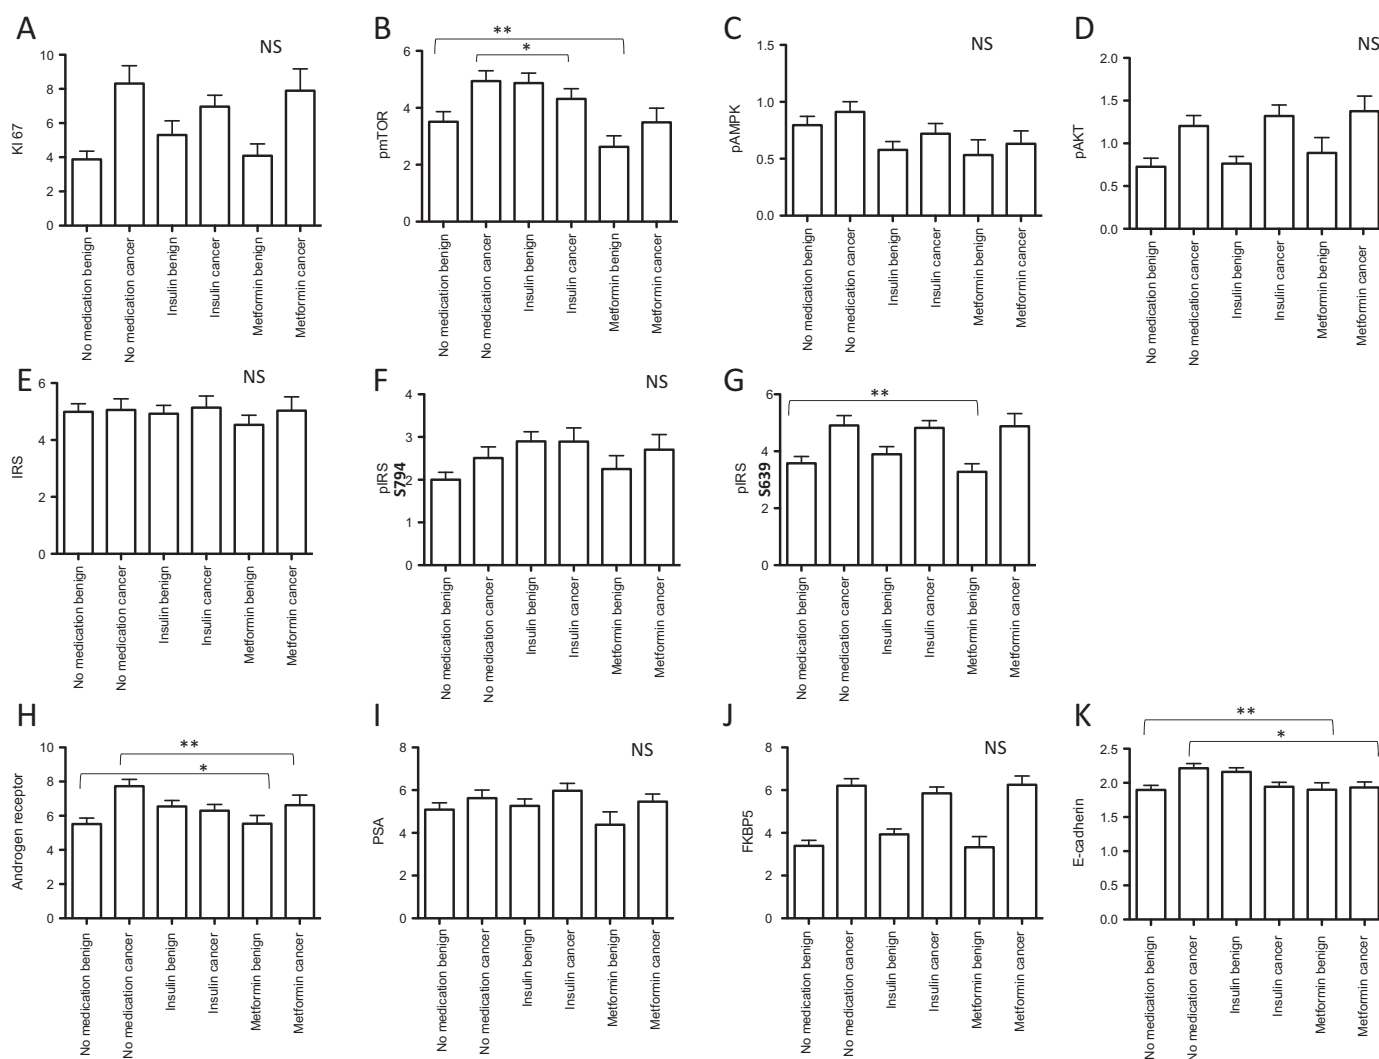 A
KI 67
NS
10
8
6
4
2
0
No medication benign
No medication cancer
Insulin benign
Insulin cancer
Metformin benign
Metformin cancer
B
pmTOR
**
*
6
4
2
0
No medication benign
No medication cancer
Insulin benign
Insulin cancer
Metformin benign
Metformin cancer
C
pAMPK
NS
1.5
1.0
0.5
0.0
No medication benign
No medication cancer
Insulin benign
Insulin cancer
Metformin benign
Metformin cancer
D
pAKT
NS
2.0
1.5
1.0
0.5
0.0
No medication benign
No medication cancer
Insulin benign
Insulin cancer
Metformin benign
Metformin cancer
E
IRS
NS
6
4
2
0
No medication benign
No medication cancer
Insulin benign
Insulin cancer
Metformin benign
Metformin cancer
F
pIRS
S794
NS
4
3
2
1
0
No medication benign
No medication cancer
Insulin benign
Insulin cancer
Metformin benign
Metformin cancer
G
pIRS
S639
**
6
4
2
0
No medication benign
No medication cancer
Insulin benign
Insulin cancer
Metformin benign
Metformin cancer
H
Androgen receptor
**
*
10
8
6
4
2
0
No medication benign
No medication cancer
Insulin benign
Insulin cancer
Metformin benign
Metformin cancer
I
PSA
NS
8
6
4
2
0
No medication benign
No medication cancer
Insulin benign
Insulin cancer
Metformin benign
Metformin cancer
J
FKBP5
NS
8
6
4
2
0
No medication benign
No medication cancer
Insulin benign
Insulin cancer
Metformin benign
Metformin cancer
K
E-cadherin
**
*
2.5
2.0
1.5
1.0
0.5
0.0
No medication benign
No medication cancer
Insulin benign
Insulin cancer
Metformin benign
Metformin cancer